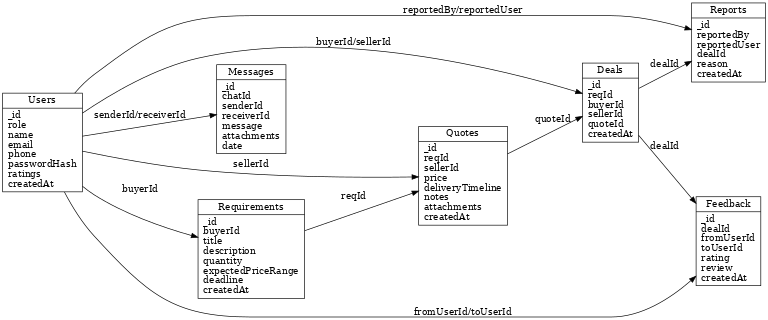 reportedBy/reportedUser
Reports
_id
reportedBy
reportedUser
dealId
reason
createdAt
buyerId/sellerId
dealId
Messages
_id
chatId
senderId
receiverId
message
attachments
date
Deals
_id
reqId
buyerId
sellerId
quoteId
createdAt
Users
_id
role
name
email
phone
passwordHash
ratings
createdAt
senderId/receiverId
quoteId
Quotes
_id
reqId
sellerId
price
deliveryTimeline
notes
attachments
createdAt
sellerId
dealId
buyerId
reqId
Requirements
_id
buyerId
title
description
quantity
expectedPriceRange
deadline
createdAt
Feedback
_id
dealId
fromUserId
toUserId
rating
review
createdAt
fromUserId/toUserId